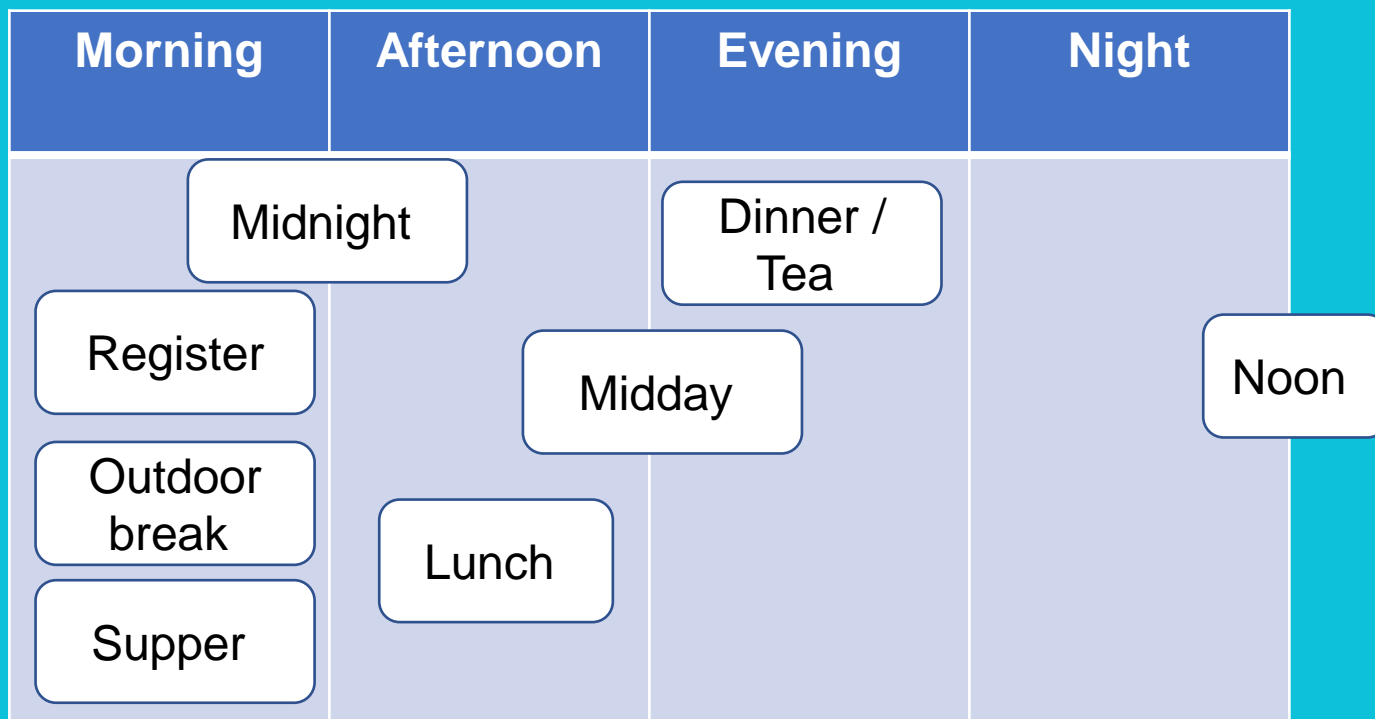 Morning
Afternoon
Evening
Night
Midnight
Dinner /
Tea
Register
Midday
Noon
Outdoor
break
Lunch
Supper